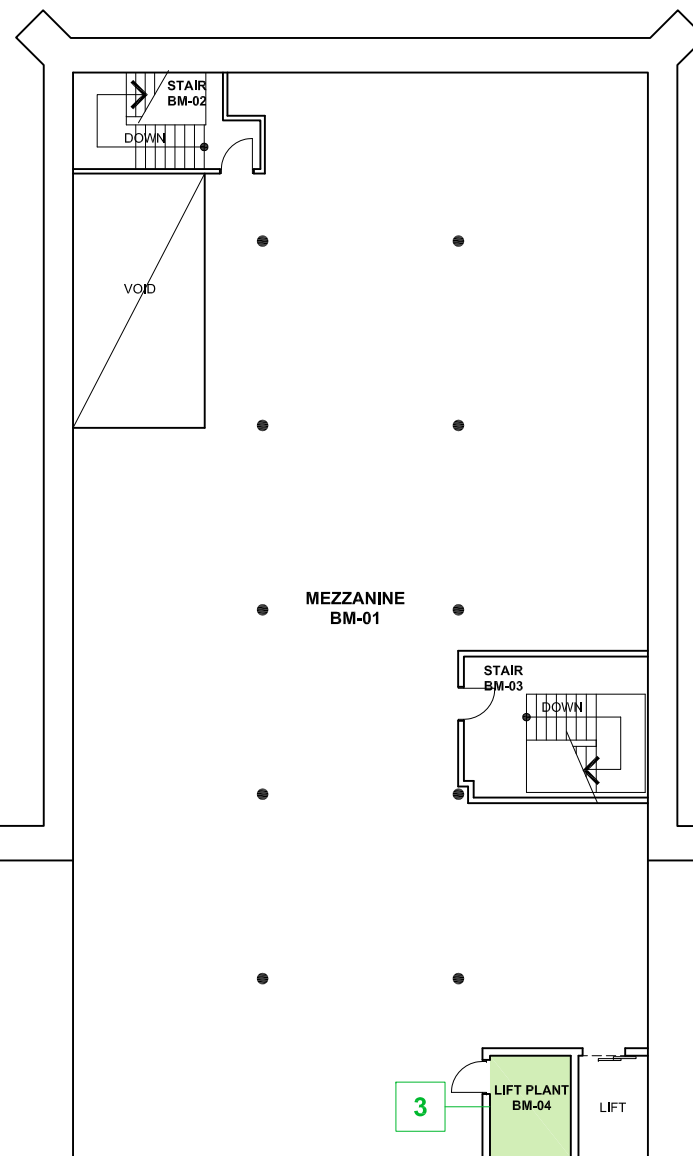 STAIR
BM-02
DOWN
VOID
MEZZANINE
BM-01
STAIR
BM-03
DOWN
3
LIFT PLANT
BM-04
LIFT